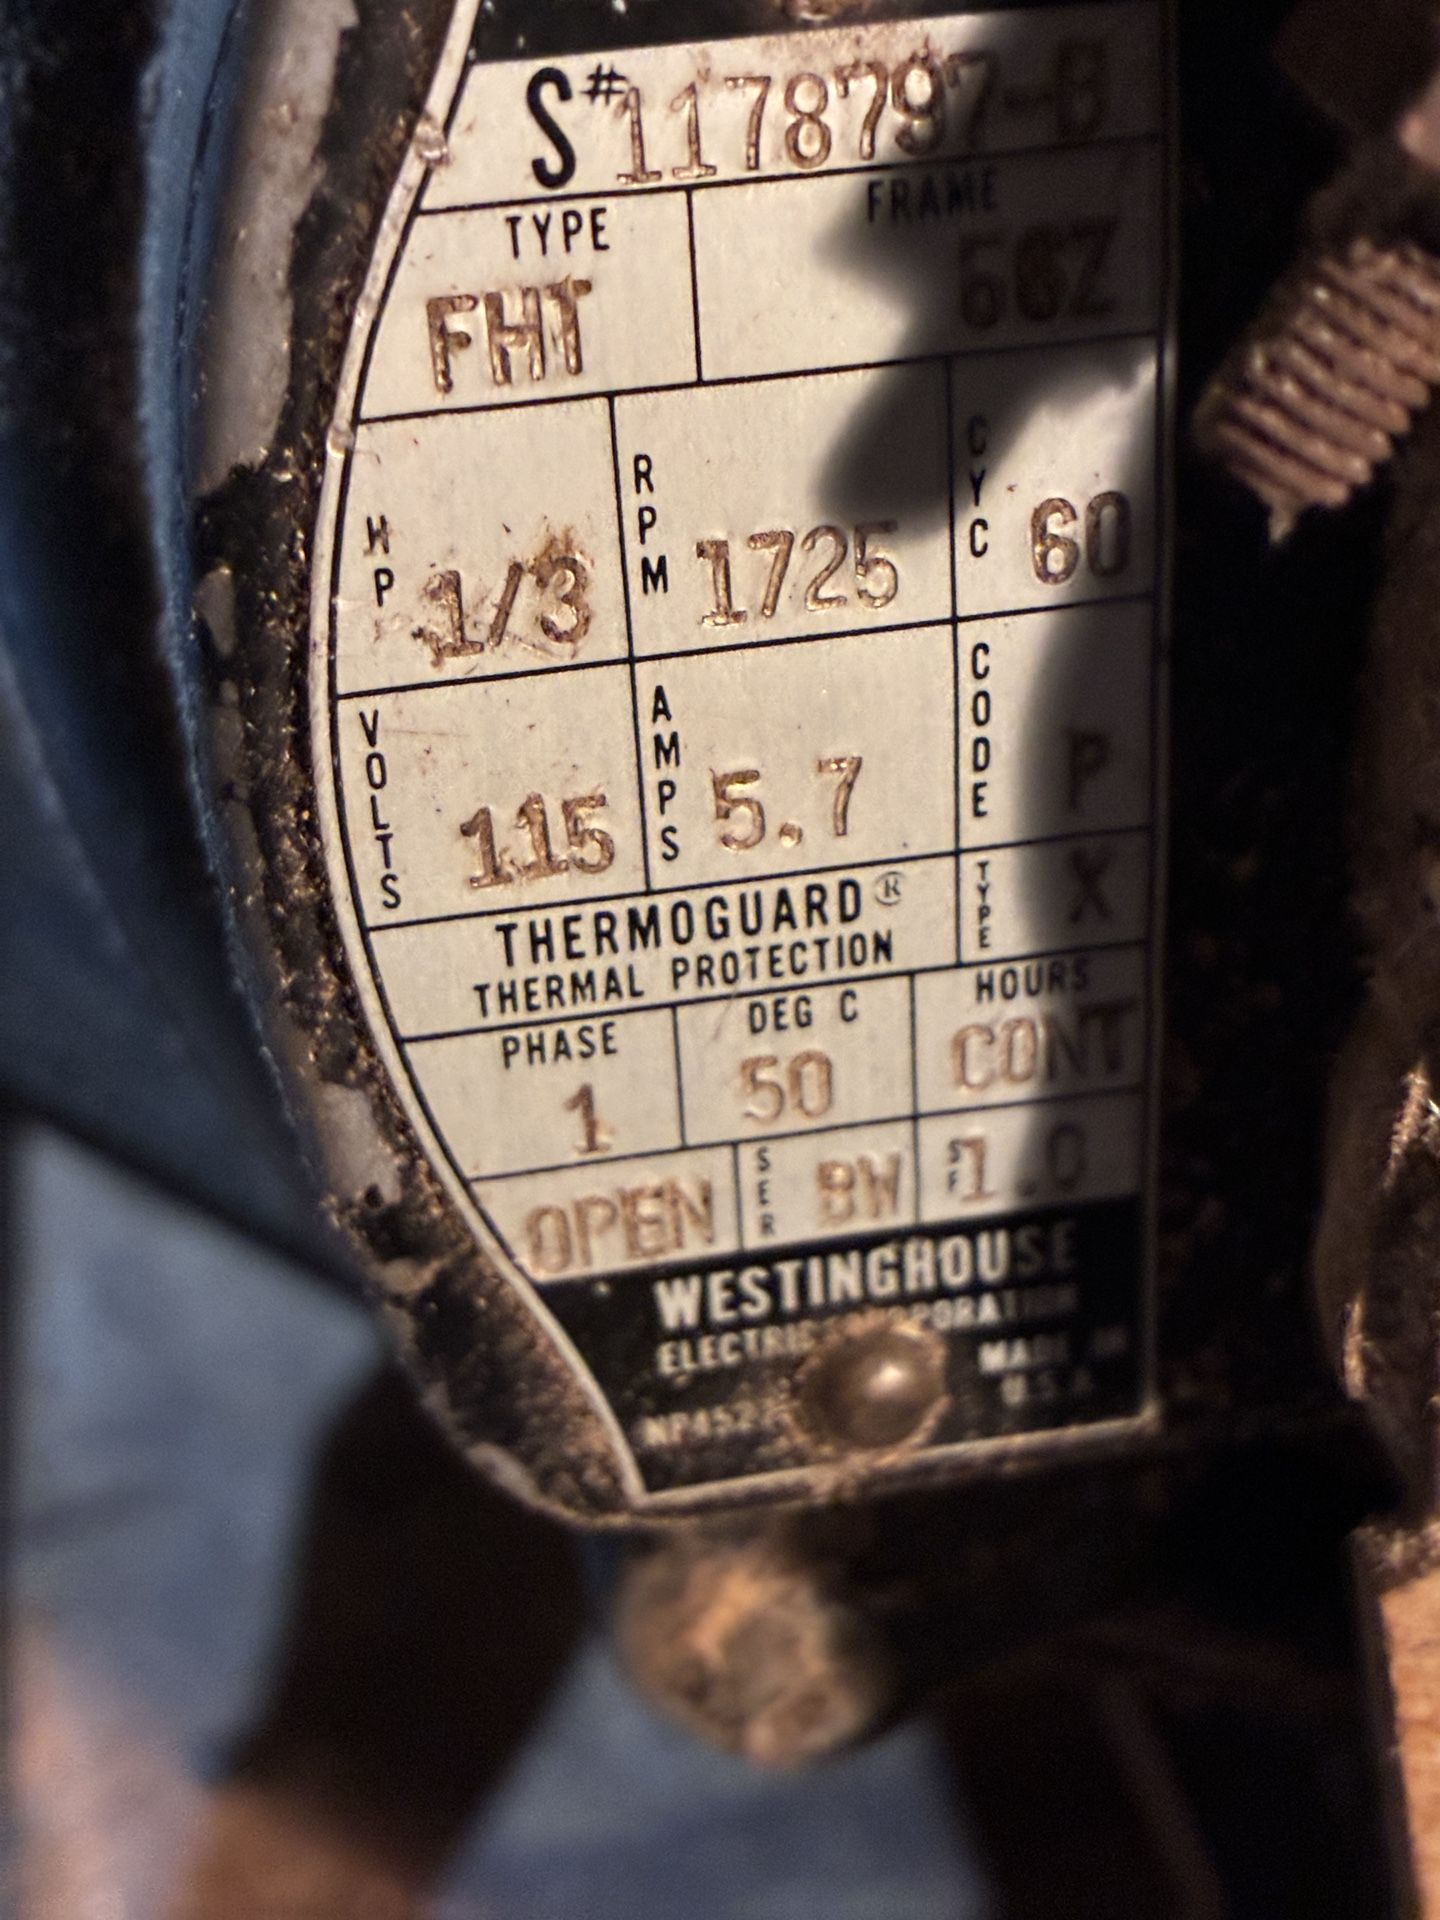 S# 1178797-B
TYPE
FHT
FRAME
HP 1/3
RPM 1725
CYC 60
VOLTS 115
AMPS 5.7
CODE P
THERMOGUARD®
THERMAL PROTECTION
TYPE X
PHASE
1
DEG C
50
HOURS
CONT
OPEN
SER BW
SF 1.0
WESTINGHOUSE
ELECTRIC CORPORATION
MADE IN
U.S.A